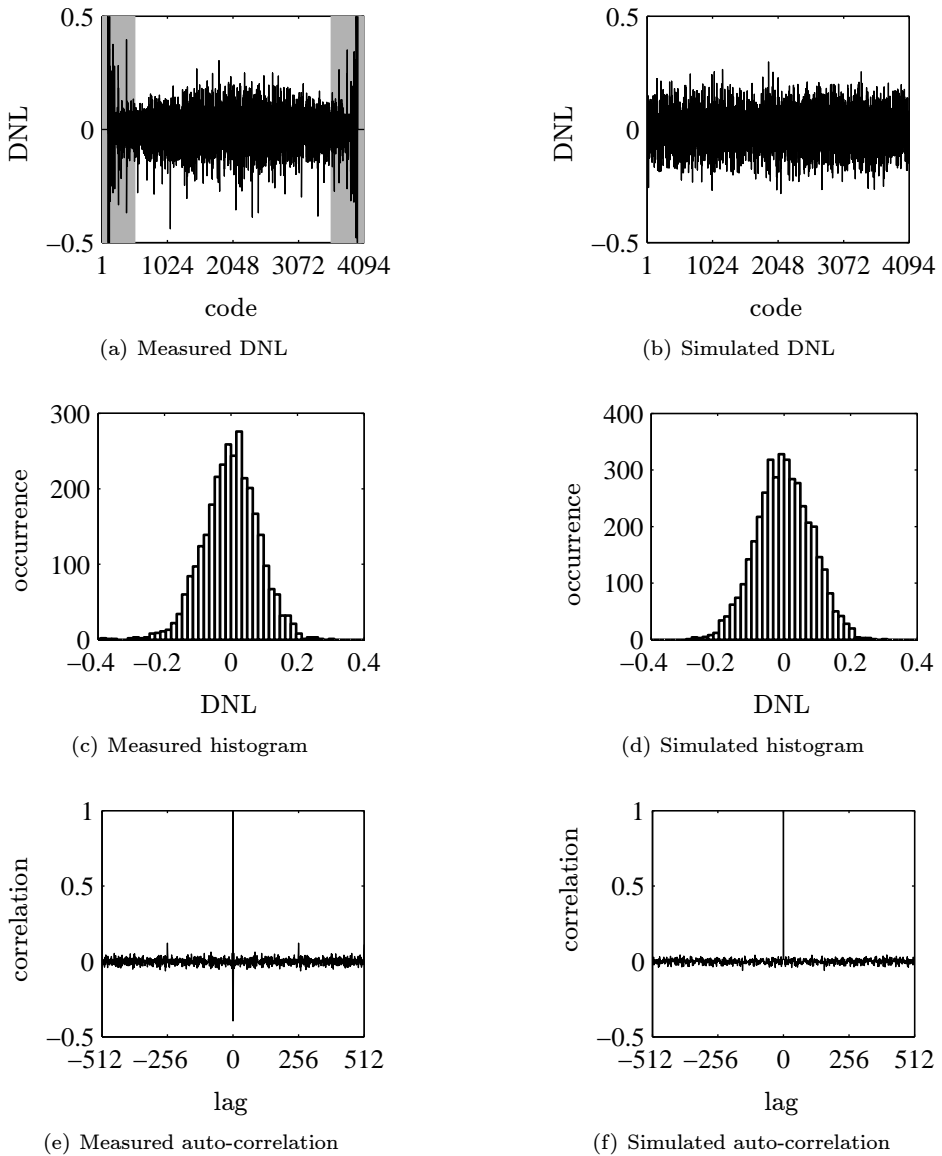 0.5
0
−0.5
DNL
1 1024 2048 3072 4094
code
(a) Measured DNL
0.5
0
−0.5
DNL
1 1024 2048 3072 4094
code
(b) Simulated DNL
300
200
100
0
occurrence
−0.4 −0.2 0 0.2 0.4
DNL
(c) Measured histogram
400
300
200
100
0
occurrence
−0.4 −0.2 0 0.2 0.4
DNL
(d) Simulated histogram
1
0.5
0
−0.5
correlation
−512 −256 0 256 512
lag
(e) Measured auto-correlation
1
0.5
0
−0.5
correlation
−512 −256 0 256 512
lag
(f) Simulated auto-correlation